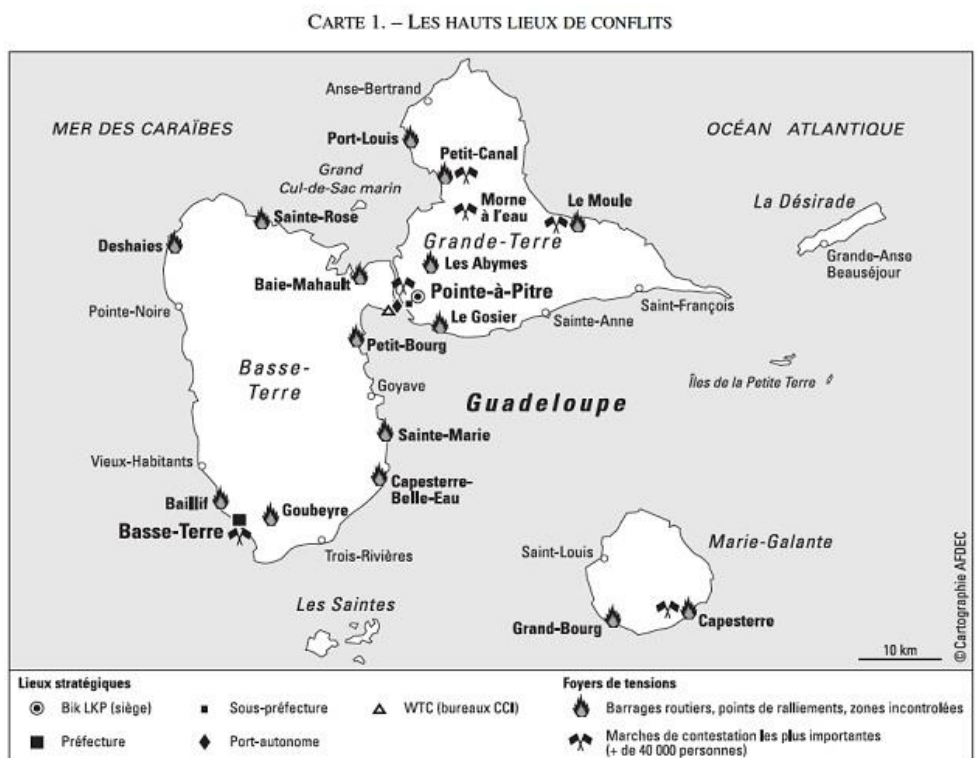 CARTE 1. – LES HAUTS LIEUX DE CONFLITS
Anse-Bertrand
MER DES CARAÏBES
OCÉAN ATLANTIQUE
Port-Louis
Petit-Canal
Grand
Cul-de-Sac marin
Morne
à l'eau
Le Moule
La Désirade
Sainte-Rose
Deshaies
Grande-Terre
Les Abymes
Grande-Anse
Beauséjour
Baie-Mahault
Pointe-à-Pitre
Saint-François
Pointe-Noire
Le Gosier
Sainte-Anne
Petit-Bourg
Basse-
Terre
Îles de la Petite Terre
Goyave
Guadeloupe
Sainte-Marie
Vieux-Habitants
Capesterre-
Belle-Eau
Baillif
Goubeyre
Basse-Terre
Trois-Rivières
Saint-Louis
Marie-Galante
Les Saintes
Grand-Bourg
Capesterre
10 km
© Cartographie AFDEC
Lieux stratégiques
Bik LKP (siège)
Sous-préfecture
WTC (bureaux CCI)
Préfecture
Port-autonome
Foyers de tensions
Barrages routiers, points de ralliements, zones incontrolées
Marches de contestation les plus importantes
(+ de 40 000 personnes)